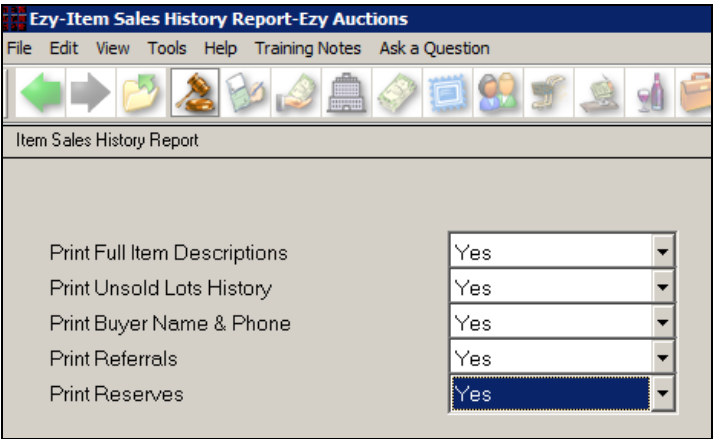 Ezy-Item Sales History Report-Ezy Auctions
File Edit View Tools Help Training Notes Ask a Question
Item Sales History Report
Print Full Item Descriptions Yes
Print Unsold Lots History Yes
Print Buyer Name & Phone Yes
Print Referrals Yes
Print Reserves Yes